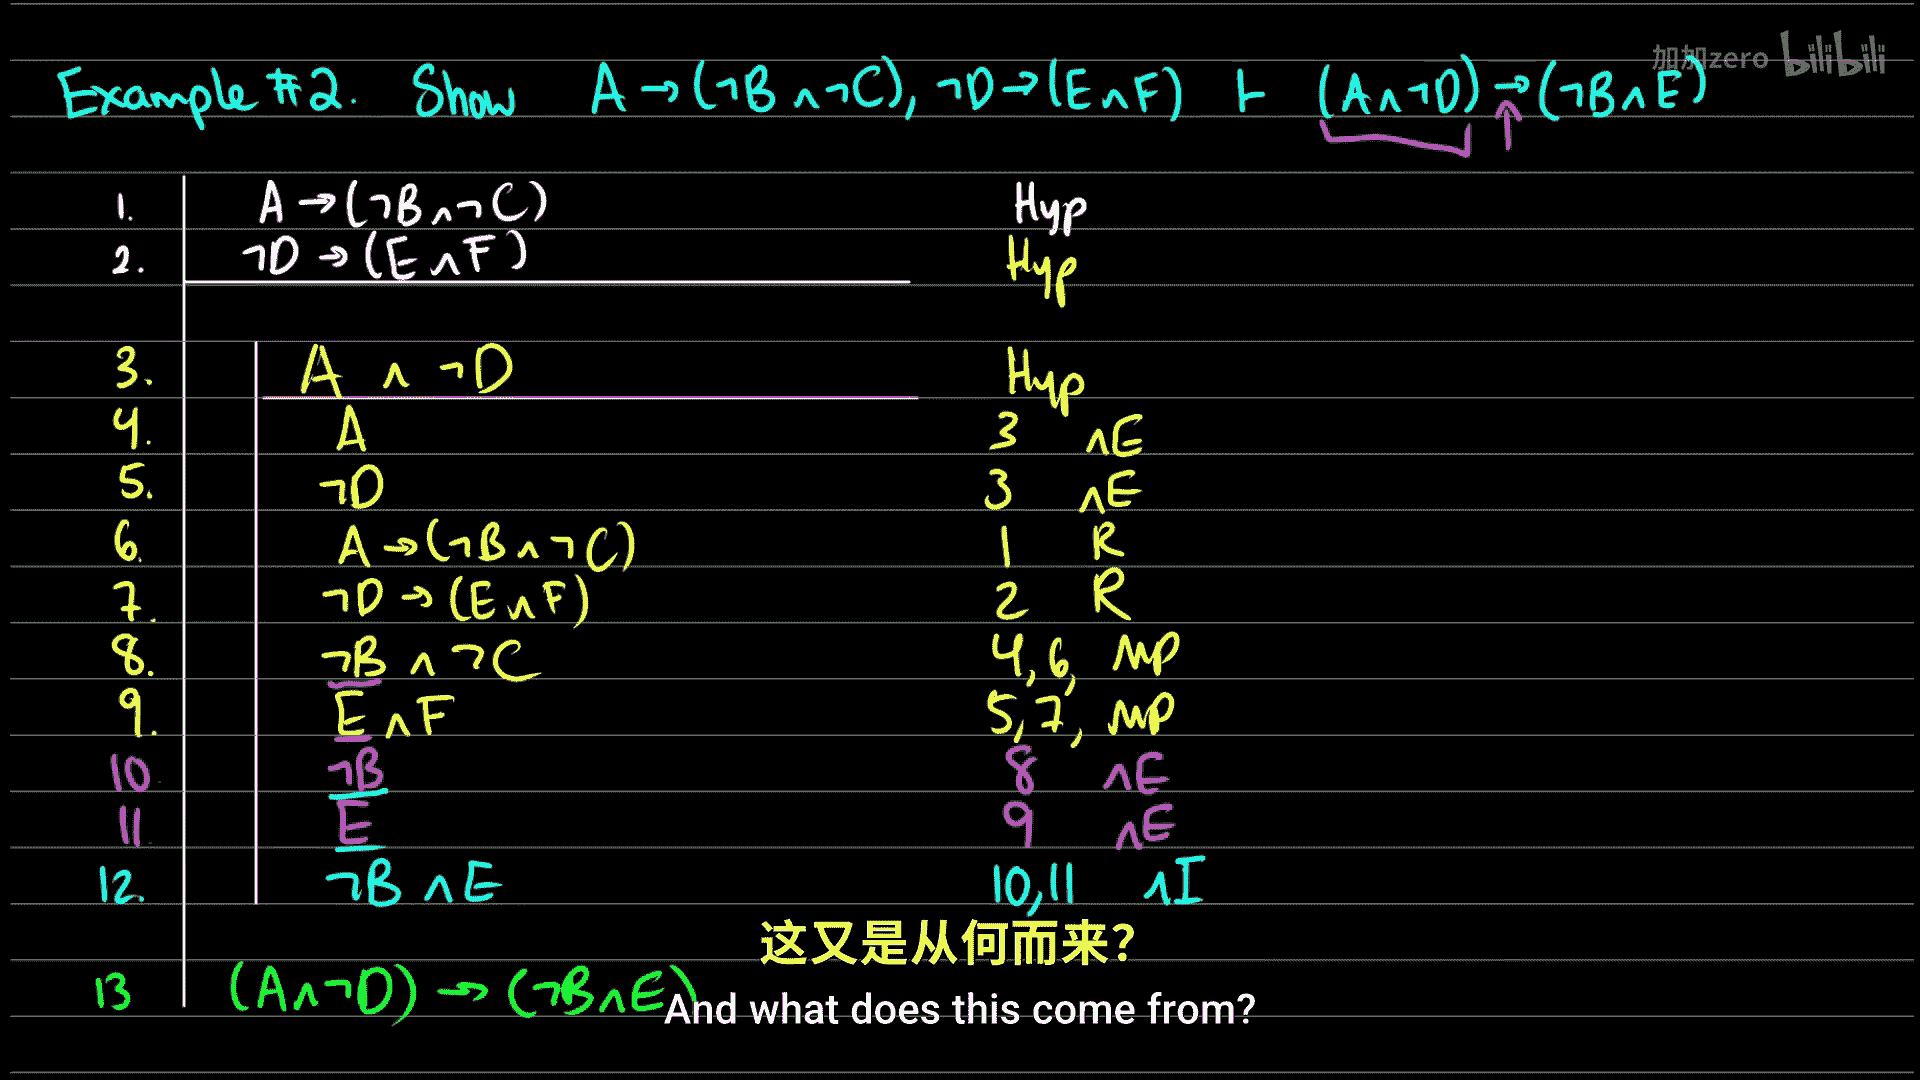 加加zero bilibili
Example #2. Show A→(¬B∧¬C), ¬D→(E∧F) ⊢ (A∧¬D)→(¬B∧E)
1. A→(¬B∧¬C) Hyp
2. ¬D→(E∧F) Hyp
3. A∧¬D Hyp
4. A 3 ∧E
5. ¬D 3 ∧E
6. A→(¬B∧¬C) 1 R
7. ¬D→(E∧F) 2 R
8. ¬B∧¬C 4,6, MP
9. E∧F 5,7, MP
10. ¬B 8 ∧E
11 E 9 ∧E
12. ¬B∧E 10,11 ∧I
这又是从何而来？
13 (A∧¬D)→(¬B∧E)
And what does this come from?